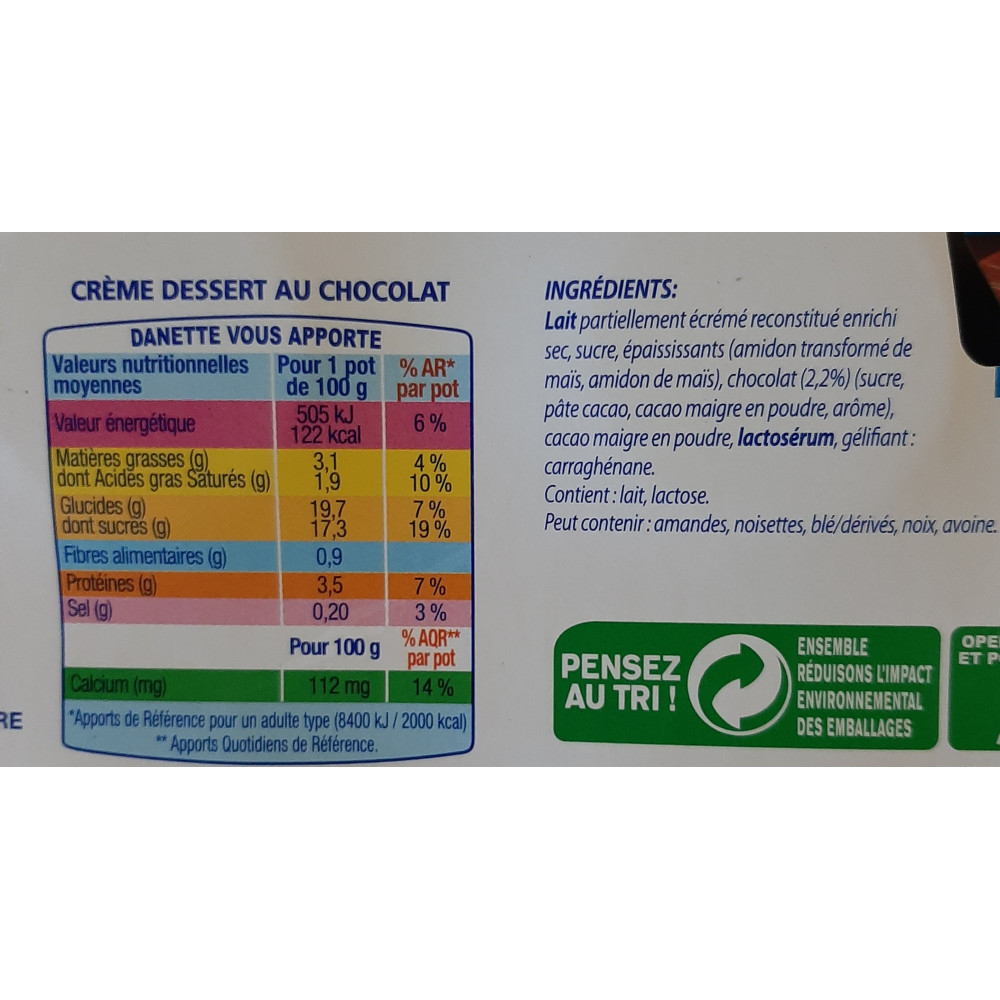 CRÈME DESSERT AU CHOCOLAT
DANETTE VOUS APPORTE
Valeurs nutritionnelles moyennes Pour 1 pot de 100 g % AR* par pot
Valeur énergétique 505 kJ 122 kcal 6 %
Matières grasses (g) 3,1 4 %
dont Acides gras Saturés (g) 1,9 10 %
Glucides (g) 19,7 7 %
dont sucres (g) 17,3 19 %
Fibres alimentaires (g) 0,9
Protéines (g) 3,5 7 %
Sel (g) 0,20 3 %
Pour 100 g % AQR** par pot
Calcium (mg) 112 mg 14 %
*Apports de Référence pour un adulte type (8400 kJ / 2000 kcal)
** Apports Quotidiens de Référence.
RE
INGRÉDIENTS:
Lait partiellement écrémé reconstitué enrichi
sec, sucre, épaississants (amidon transformé de
maïs, amidon de maïs), chocolat (2,2%) (sucre,
pâte cacao, cacao maigre en poudre, arôme),
cacao maigre en poudre, lactosérum, gélifiant :
carraghénane.
Contient : lait, lactose.
Peut contenir : amandes, noisettes, blé/dérivés, noix, avoine.
PENSEZ
AU TRI !
ENSEMBLE
RÉDUISONS L'IMPACT
ENVIRONNEMENTAL
DES EMBALLAGES
OPE
ET P